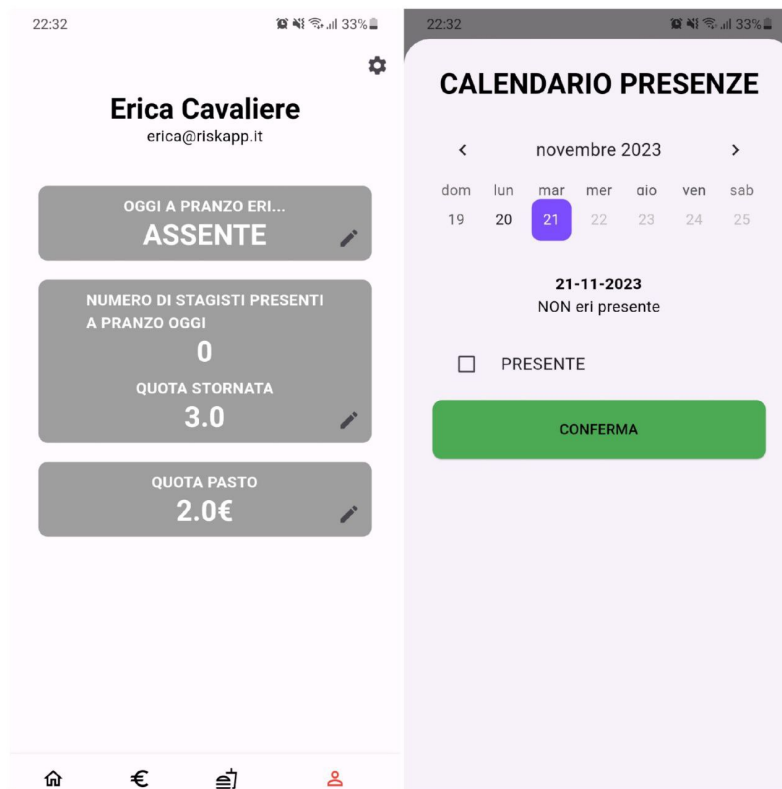 22:32
33%
Erica Cavaliere
erica@riskapp.it
OGGI A PRANZO ERI...
ASSENTE
NUMERO DI STAGISTI PRESENTI
A PRANZO OGGI
0
QUOTA STORNATA
3.0
QUOTA PASTO
2.0€
€
22:32
33%
CALENDARIO PRESENZE
< novembre 2023 >
dom lun mar mer gio ven sab
19 20 21 22 23 24 25
21-11-2023
NON eri presente
PRESENTE
CONFERMA